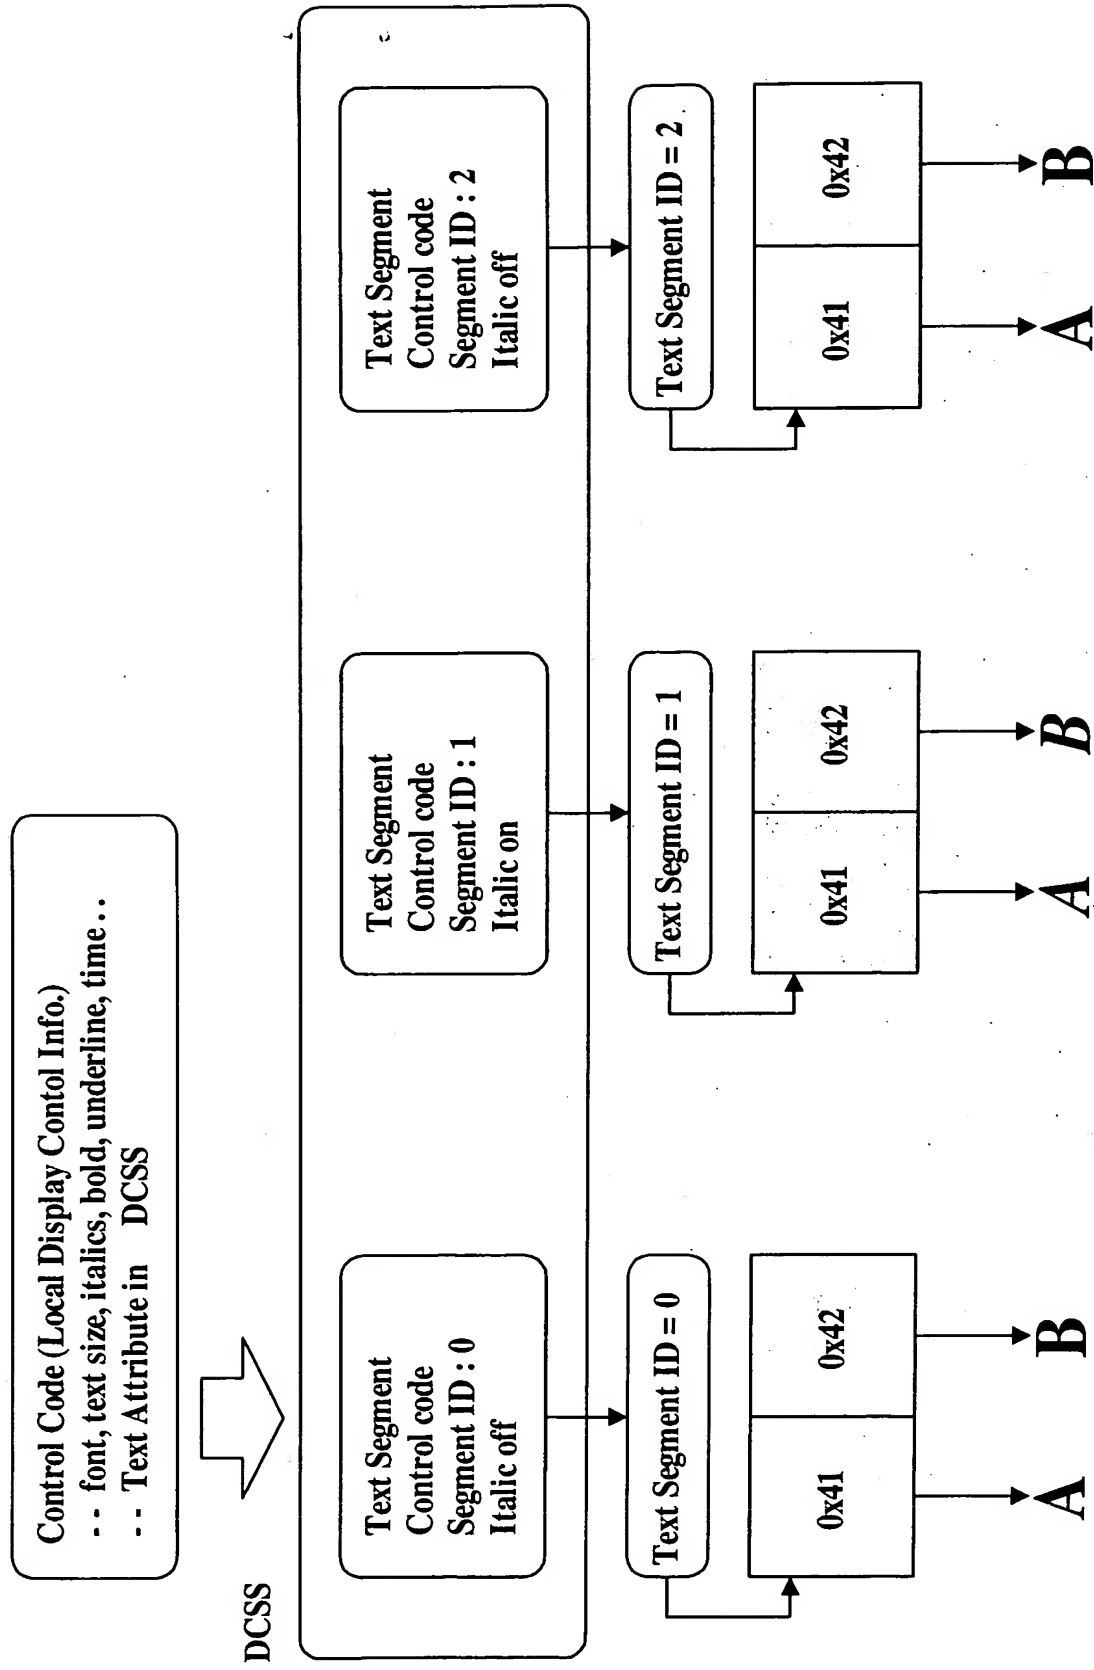 Control Code (Local Display Contol Info.)
- - font, text size, italics, bold, underline, time...
- - Text Attribute in DCSS
DCSS
Text Segment
Control code
Segment ID : 0
Italic off
Text Segment
Control code
Segment ID : 1
Italic on
Text Segment
Control code
Segment ID : 2
Italic off
Text Segment ID = 0
Text Segment ID = 1
Text Segment ID = 2
0x41 0x42
0x41 0x42
0x41 0x42
A B
A B
A B